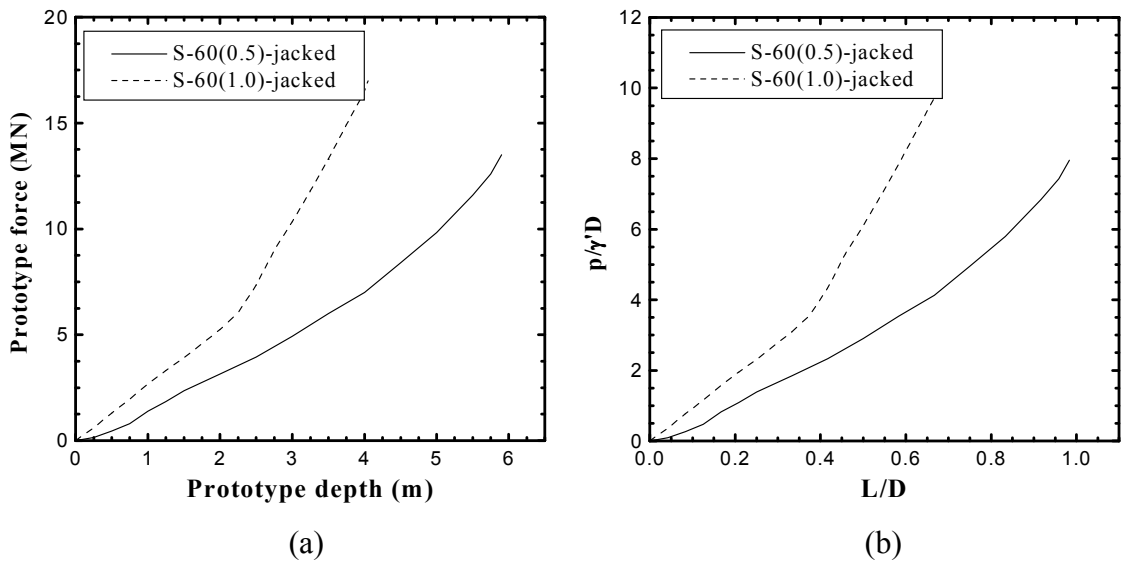 20
15
10
5
0
Prototype force (MN)
S-60(0.5)-jacked
S-60(1.0)-jacked
0 1 2 3 4 5 6
Prototype depth (m)
(a)
12
10
8
6
4
2
0
p/γ'D
S-60(0.5)-jacked
S-60(1.0)-jacked
0.0 0.2 0.4 0.6 0.8 1.0
L/D
(b)